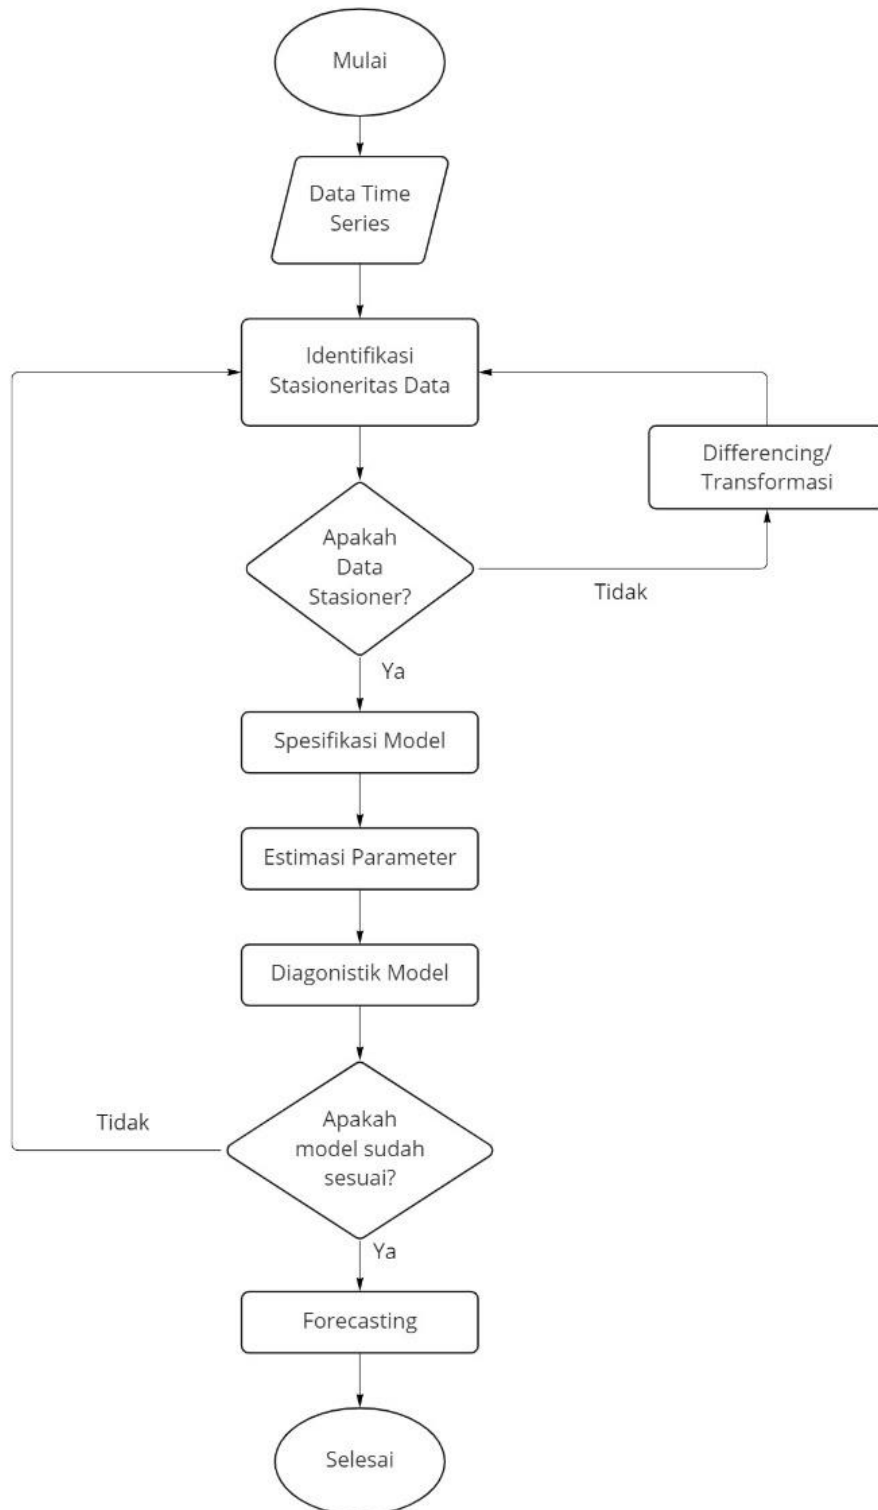 Mulai
Data Time
Series
Identifikasi
Stasioneritas Data
Differencing/
Transformasi
Apakah
Data
Stasioner?
Tidak
Ya
Spesifikasi Model
Estimasi Parameter
Diagonistik Model
Tidak
Apakah
model sudah
sesuai?
Ya
Forecasting
Selesai